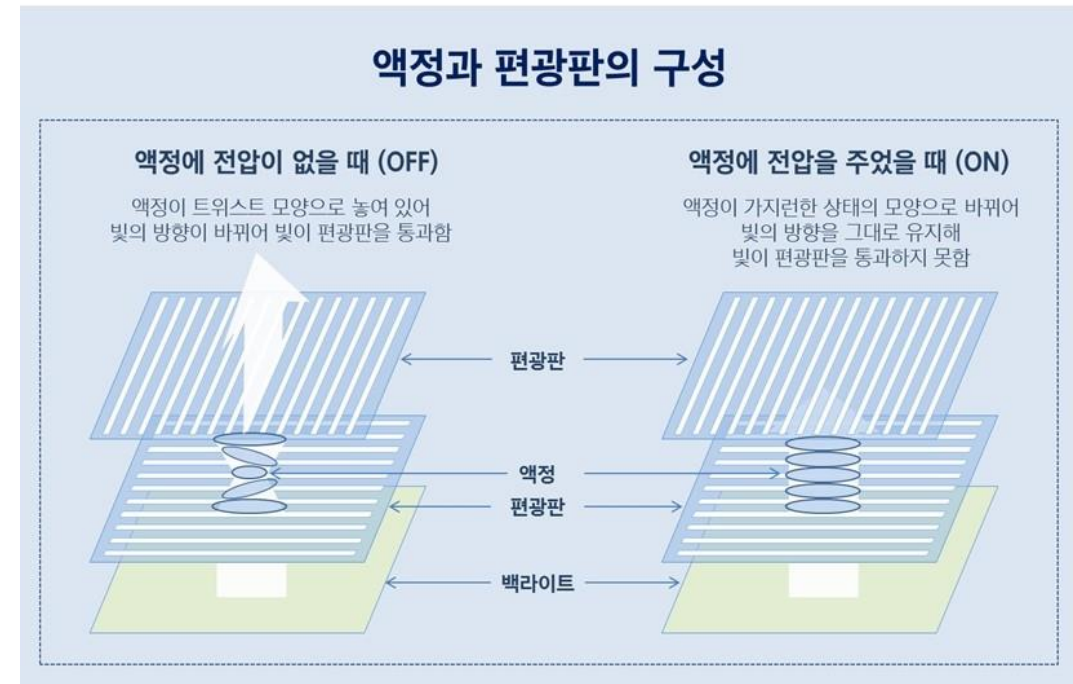 액정과 편광판의 구성
액정에 전압이 없을 때 (OFF)
액정이 트위스트 모양으로 놓여 있어
빛의 방향이 바뀌어 빛이 편광판을 통과함
액정에 전압을 주었을 때 (ON)
액정이 가지런한 상태의 모양으로 바뀌어
빛의 방향을 그대로 유지해
빛이 편광판을 통과하지 못함
편광판
액정
편광판
백라이트